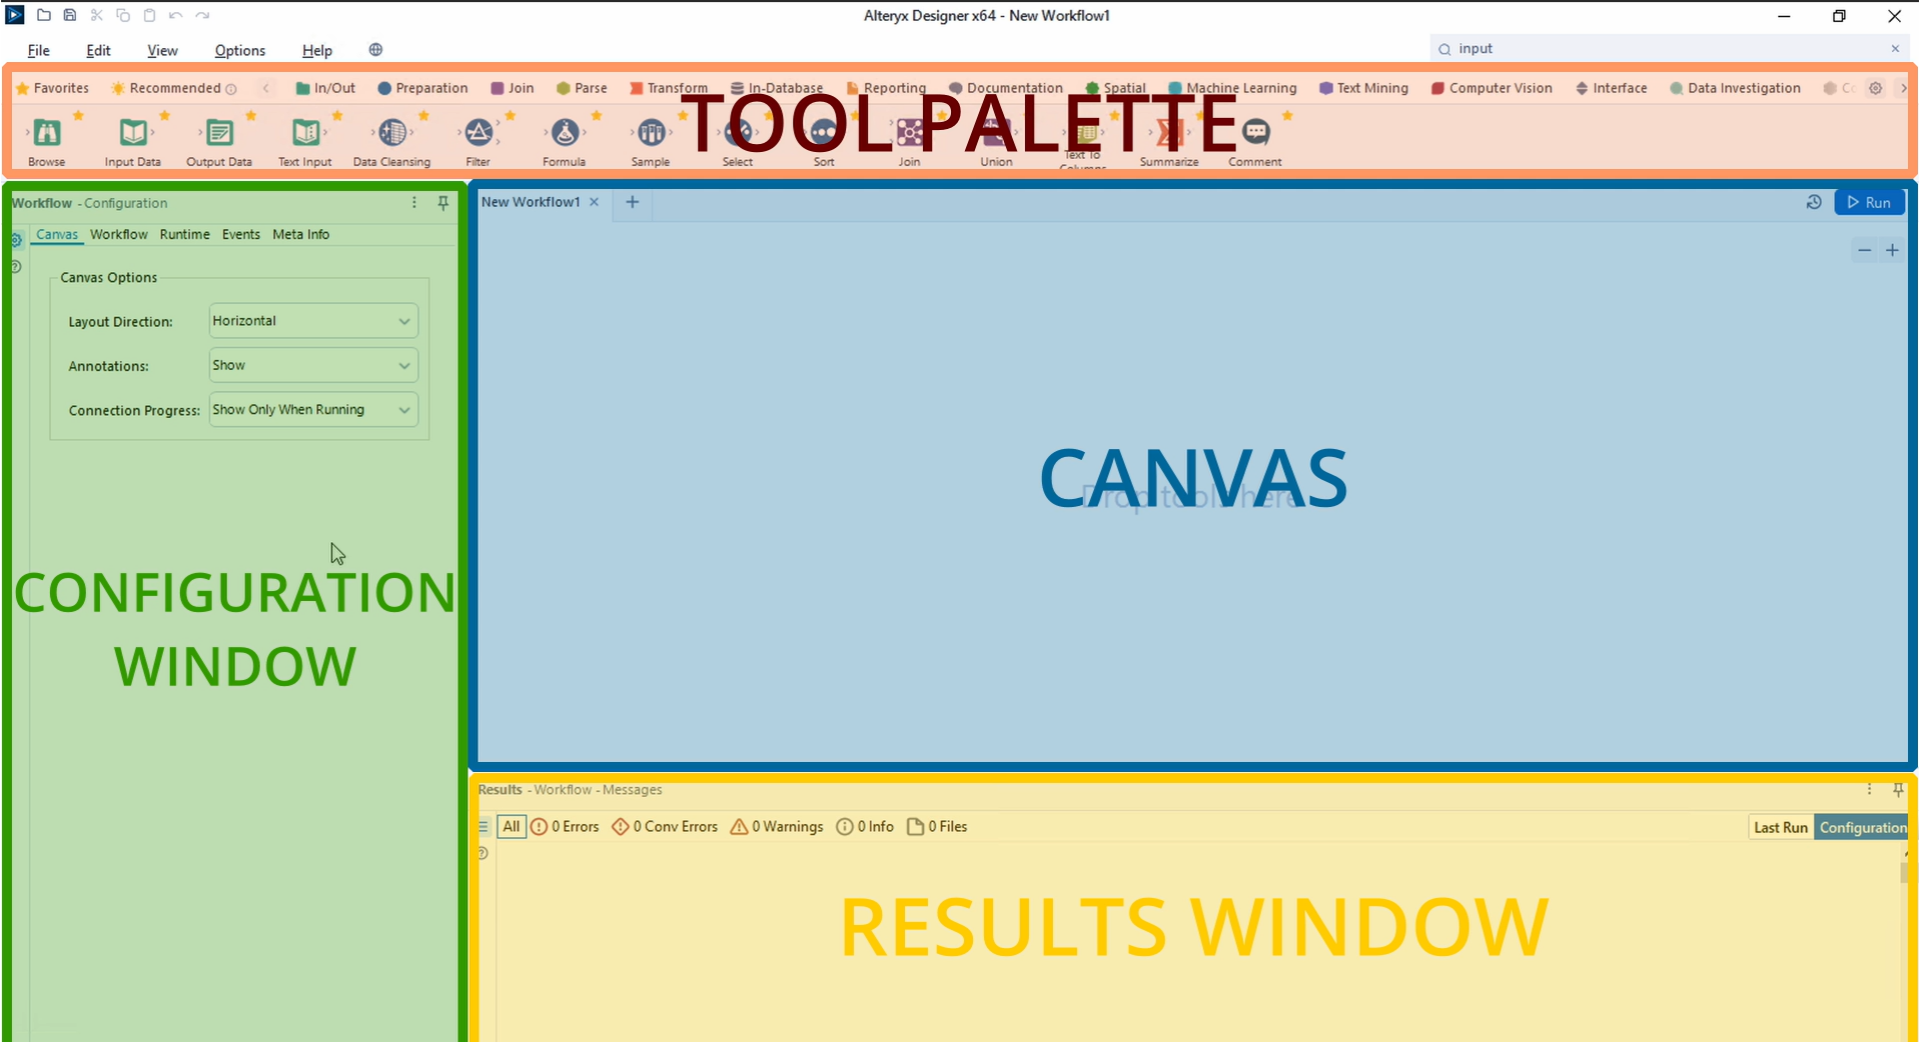 Alteryx Designer x64 - New Workflow1
File Edit View Options Help
input
Favorites Recommended In/Out Preparation Join Parse Transform In-Database Reporting Documentation Spatial Machine Learning Text Mining Computer Vision Interface Data Investigation
TOOL PALETTE
Browse Input Data Output Data Text Input Data Cleansing Filter Formula Sample Select Sort Join Union Text To Columns Summarize Comment
Workflow - Configuration
Canvas Workflow Runtime Events Meta Info
Canvas Options
Layout Direction: Horizontal
Annotations: Show
Connection Progress: Show Only When Running
CONFIGURATION
WINDOW
New Workflow1
Run
CANVAS
Drop tools here
Results - Workflow - Messages
All 0 Errors 0 Conv Errors 0 Warnings 0 Info 0 Files
Last Run Configuration
RESULTS WINDOW